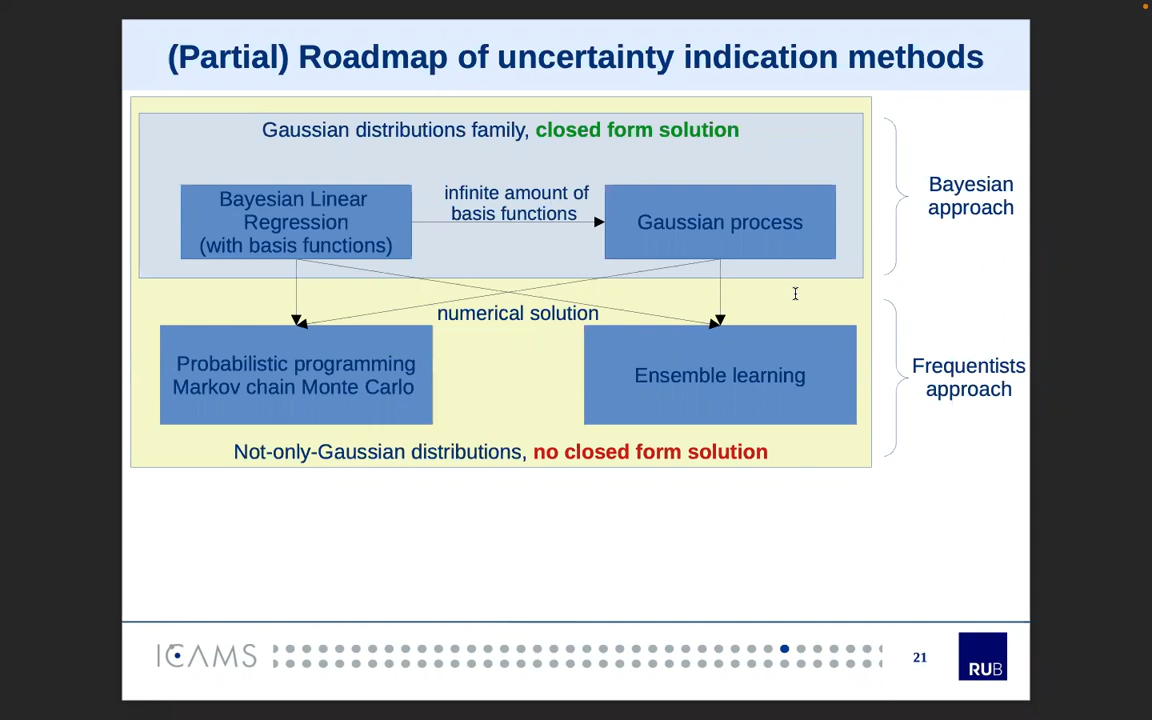 (Partial) Roadmap of uncertainty indication methods
Gaussian distributions family, closed form solution
Bayesian Linear
Regression
(with basis functions)
infinite amount of
basis functions
Gaussian process
Bayesian
approach
numerical solution
Probabilistic programming
Markov chain Monte Carlo
Ensemble learning
Frequentists
approach
Not-only-Gaussian distributions, no closed form solution
ICAMS
21
RUB